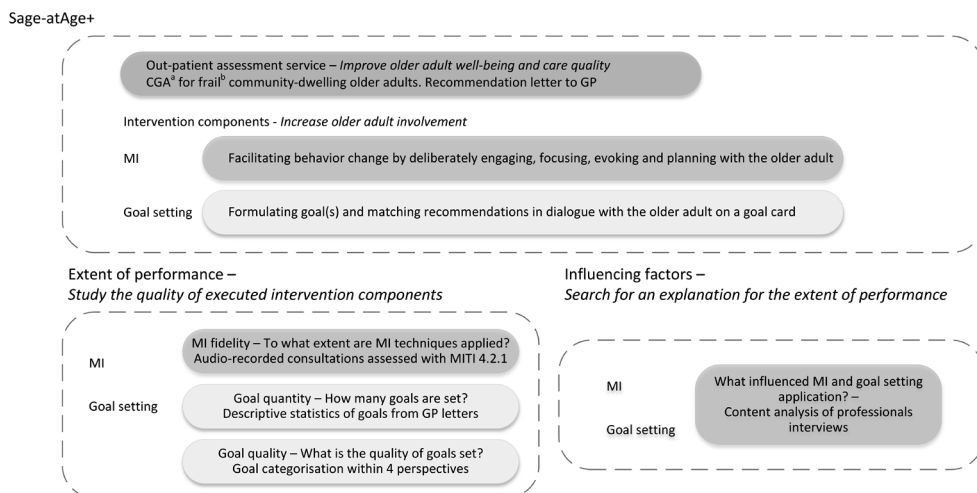 Sage-atAge+
Out-patient assessment service – Improve older adult well-being and care quality
CGAa for frailb community-dwelling older adults. Recommendation letter to GP
Intervention components - Increase older adult involvement
MI
Facilitating behavior change by deliberately engaging, focusing, evoking and planning with the older adult
Goal setting
Formulating goal(s) and matching recommendations in dialogue with the older adult on a goal card
Extent of performance –
Study the quality of executed intervention components
MI
MI fidelity – To what extent are MI techniques applied?
Audio-recorded consultations assessed with MITI 4.2.1
Goal setting
Goal quantity – How many goals are set?
Descriptive statistics of goals from GP letters
Goal quality – What is the quality of goals set?
Goal categorisation within 4 perspectives
Influencing factors –
Search for an explanation for the extent of performance
MI
Goal setting
What influenced MI and goal setting
application? –
Content analysis of professionals
interviews